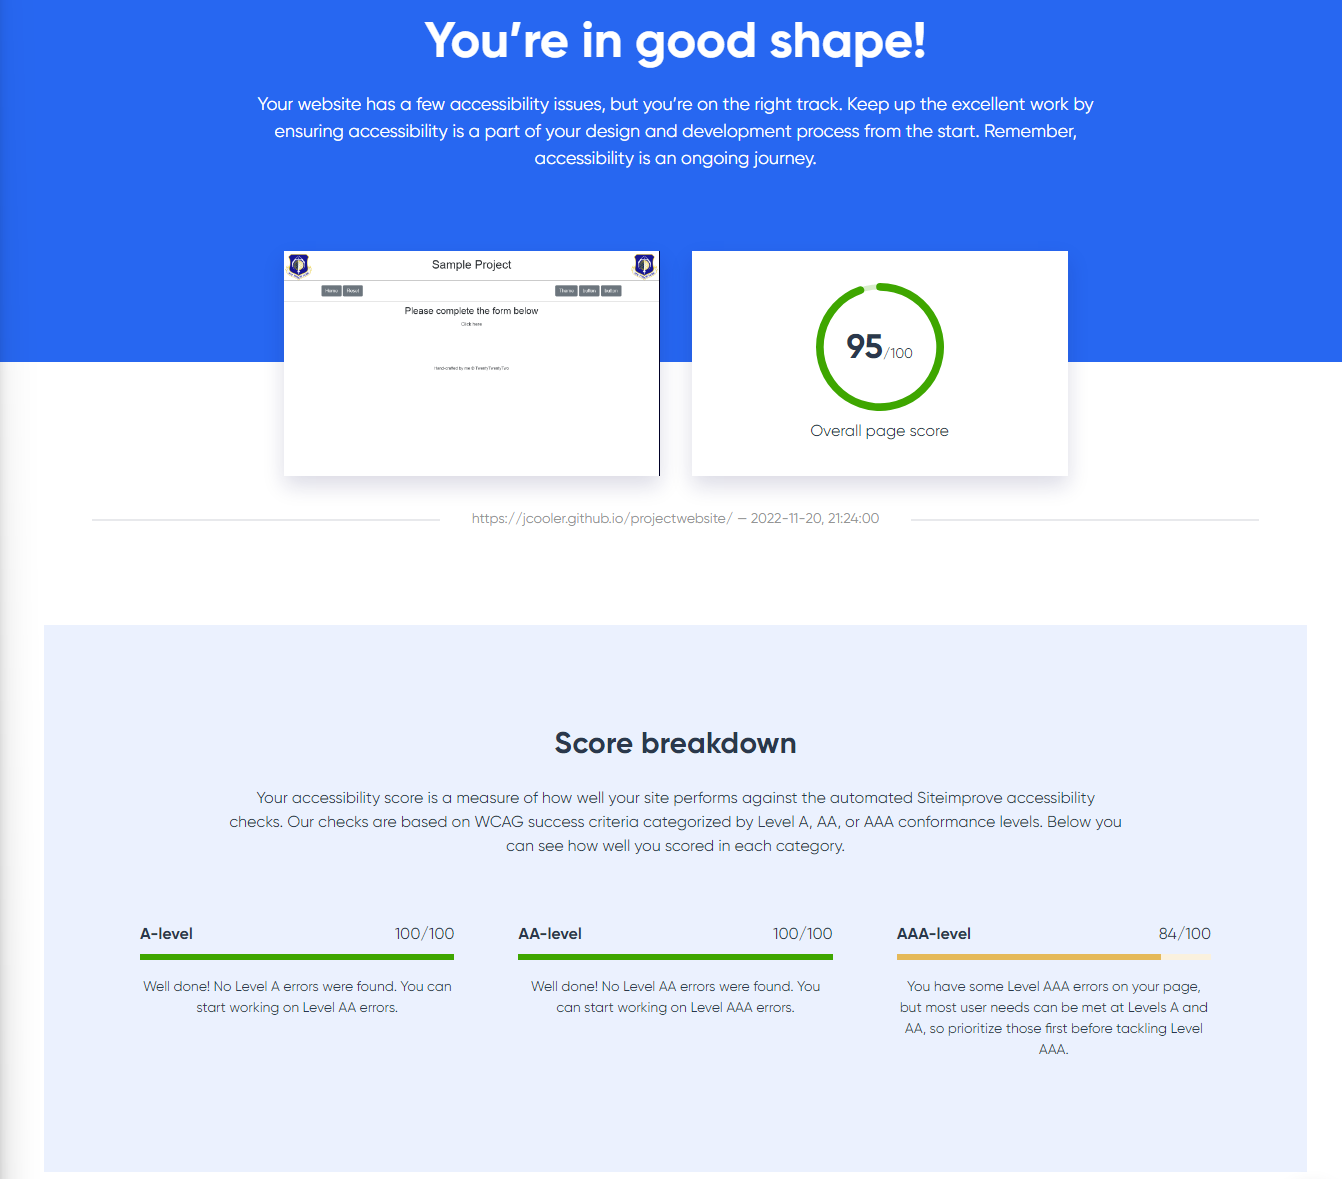 You’re in good shape!
Your website has a few accessibility issues, but you’re on the right track. Keep up the excellent work by
ensuring accessibility is a part of your design and development process from the start. Remember,
accessibility is an ongoing journey.
Sample Project
Home Reset Theme button button
Please complete the form below
Click here
Handcrafted by me © TwentyTwentyTwo
95/100
Overall page score
https://jcooler.github.io/projectwebsite/ — 2022-11-20, 21:24:00
Score breakdown
Your accessibility score is a measure of how well your site performs against the automated Siteimprove accessibility
checks. Our checks are based on WCAG success criteria categorized by Level A, AA, or AAA conformance levels. Below you
can see how well you scored in each category.
A-level 100/100
Well done! No Level A errors were found. You can
start working on Level AA errors.
AA-level 100/100
Well done! No Level AA errors were found. You
can start working on Level AAA errors.
AAA-level 84/100
You have some Level AAA errors on your page,
but most user needs can be met at Levels A and
AA, so prioritize those first before tackling Level
AAA.